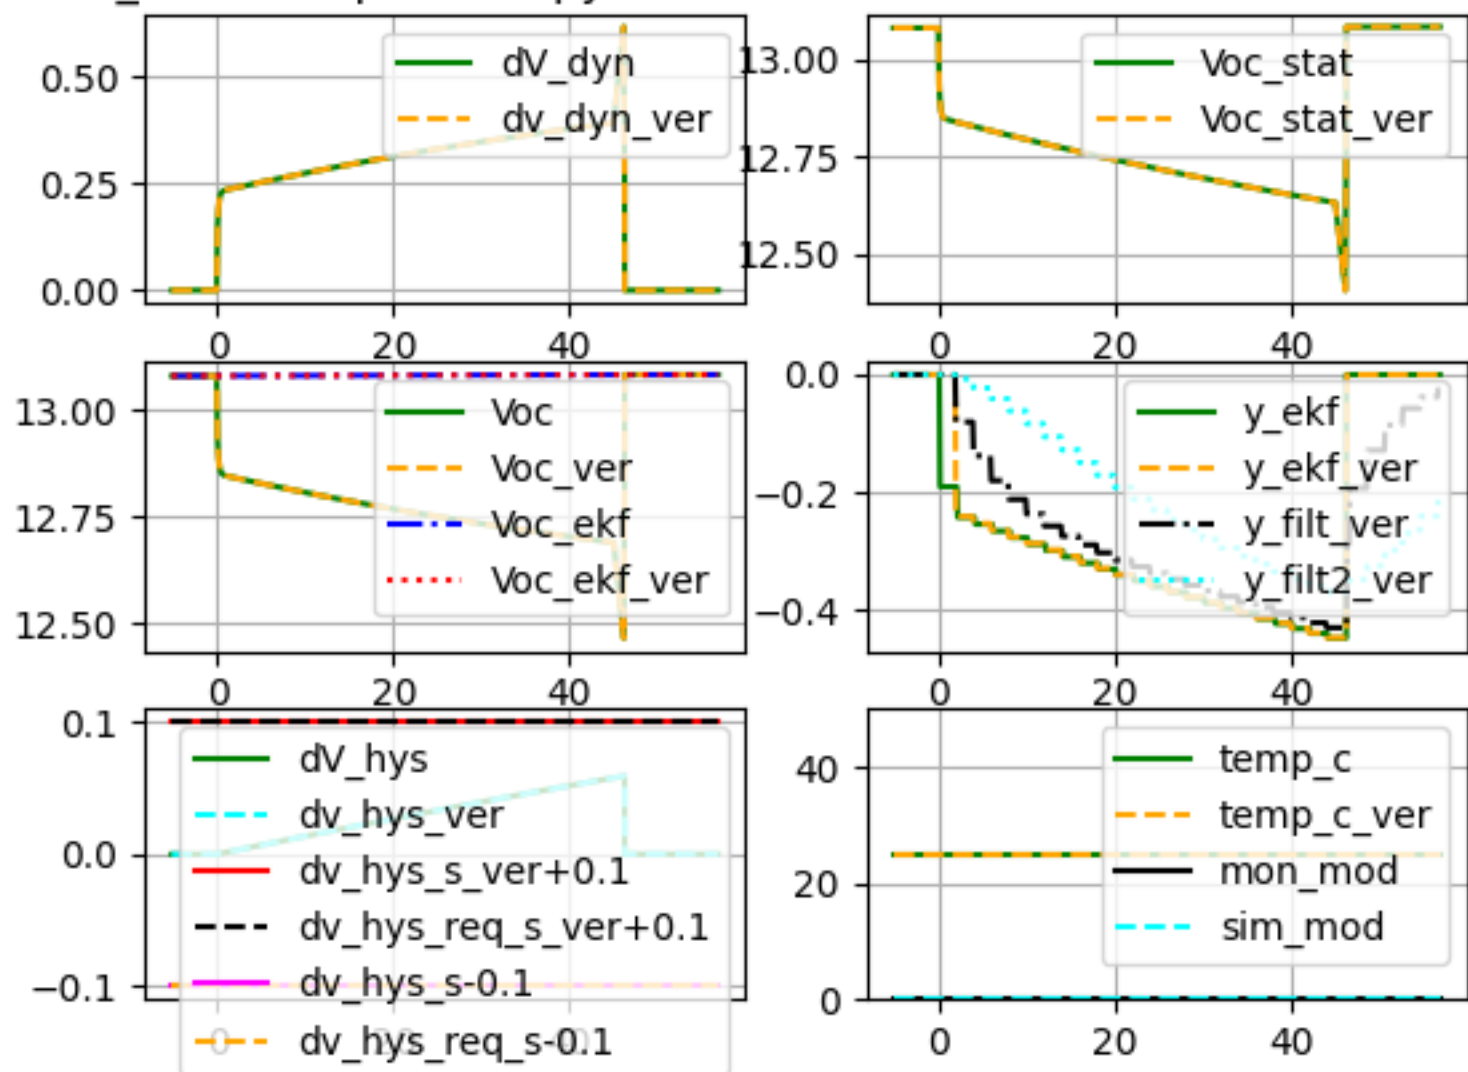 0.50
0.25
0.00
0
20
40
dV_dyn
dv_dyn_ver
13.00
12.75
12.50
0
20
40
Voc_stat
Voc_stat_ver
13.00
12.75
12.50
0
20
40
Voc
Voc_ver
Voc_ekf
Voc_ekf_ver
0.0
−0.2
−0.4
0
20
40
y_ekf
y_ekf_ver
y_filt_ver
y_filt2_ver
0.1
0.0
−0.1
0
dV_hys
dv_hys_ver
dv_hys_s_ver+0.1
dv_hys_req_s_ver+0.1
dv_hys_s-0.1
dv_hys_req_s-0.1
40
20
0
0
20
40
temp_c
temp_c_ver
mon_mod
sim_mod